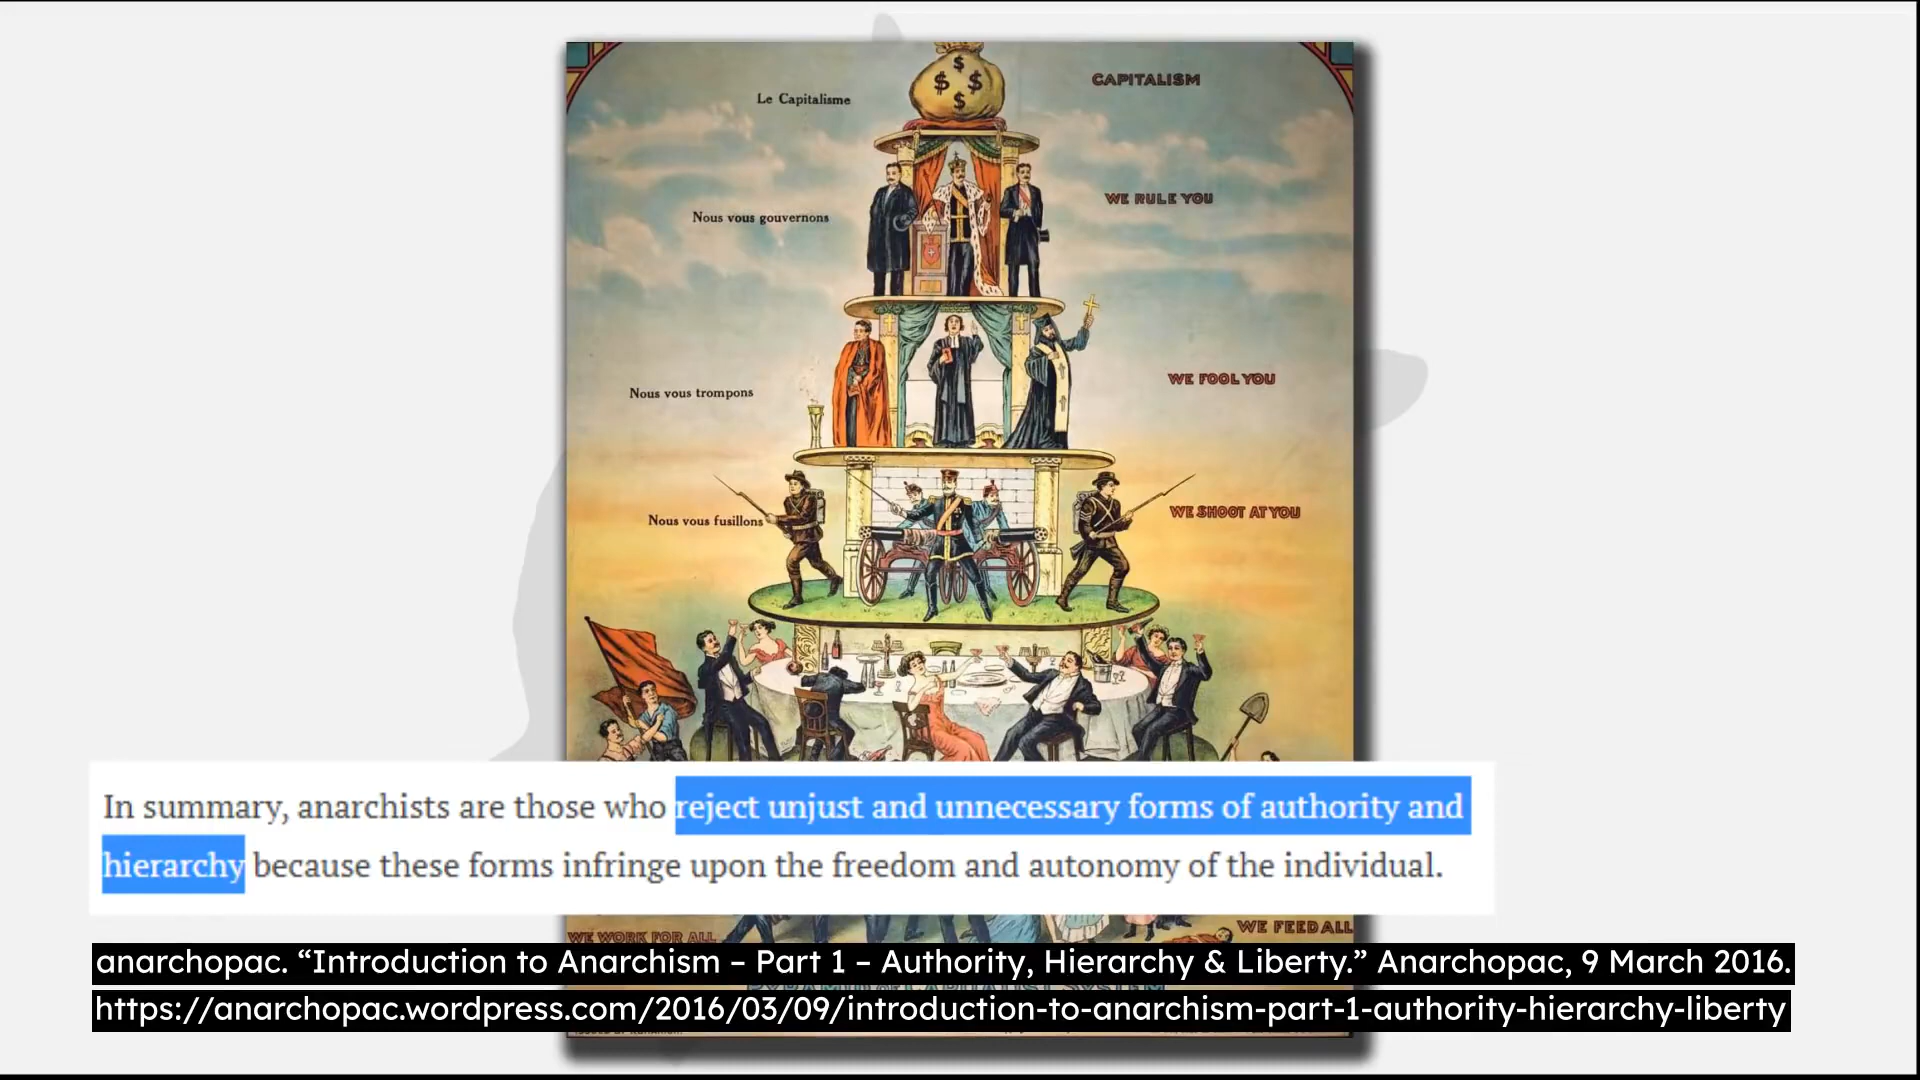 Le Capitalisme
CAPITALISM
Nous vous gouvernons
WE RULE YOU
Nous vous trompons
WE FOOL YOU
Nous vous fusillons
WE SHOOT AT YOU
In summary, anarchists are those who reject unjust and unnecessary forms of authority and
hierarchy because these forms infringe upon the freedom and autonomy of the individual.
WE WORK FOR ALL
WE FEED ALL
anarchopac. “Introduction to Anarchism – Part 1 – Authority, Hierarchy & Liberty.” Anarchopac, 9 March 2016.
https://anarchopac.wordpress.com/2016/03/09/introduction-to-anarchism-part-1-authority-hierarchy-liberty